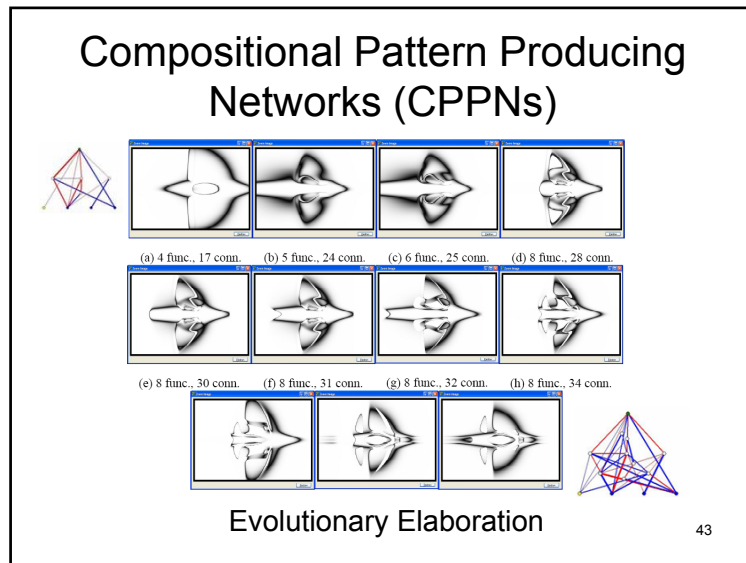 Compositional Pattern Producing
Networks (CPPNs)
(a) 4 func., 17 conn. (b) 5 func., 24 conn. (c) 6 func., 25 conn. (d) 8 func., 28 conn.
(e) 8 func., 30 conn. (f) 8 func., 31 conn. (g) 8 func., 32 conn. (h) 8 func., 34 conn.
Evolutionary Elaboration
43